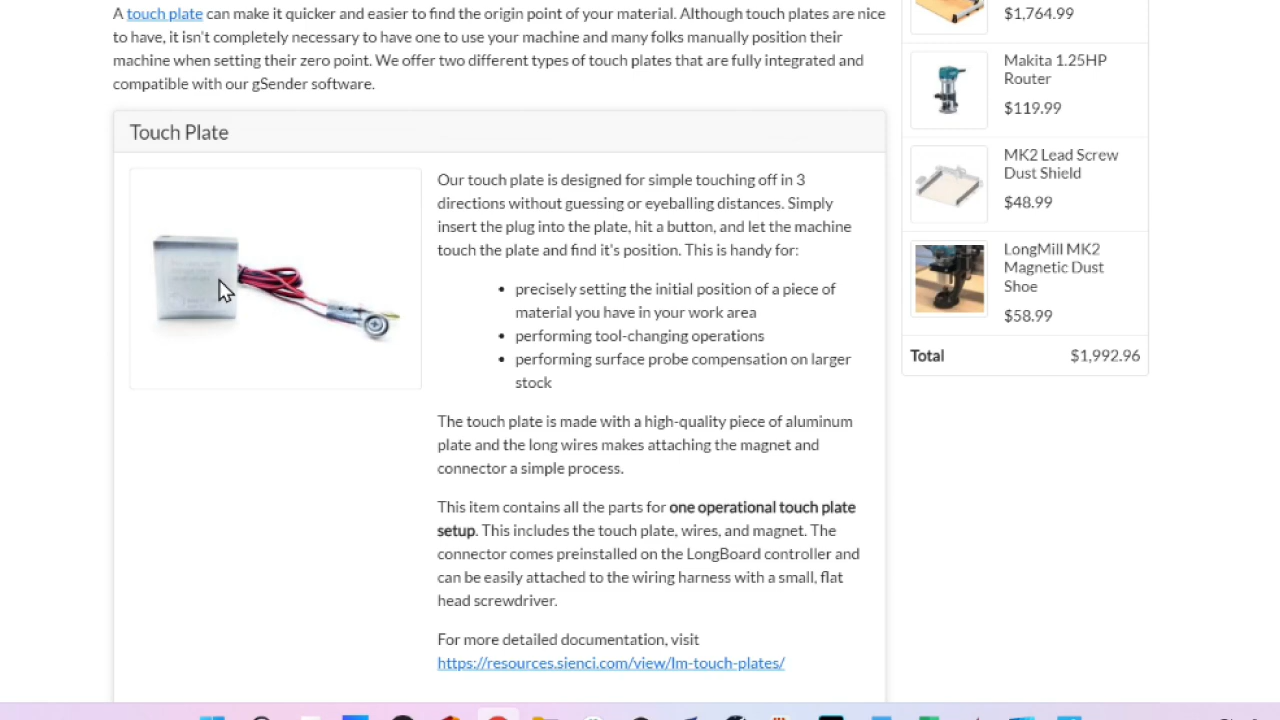 A touch plate can make it quicker and easier to find the origin point of your material. Although touch plates are nice
to have, it isn't completely necessary to have one to use your machine and many folks manually position their
machine when setting their zero point. We offer two different types of touch plates that are fully integrated and
compatible with our gSender software.
Touch Plate
Our touch plate is designed for simple touching off in 3
directions without guessing or eyeballing distances. Simply
insert the plug into the plate, hit a button, and let the machine
touch the plate and find it's position. This is handy for:
• precisely setting the initial position of a piece of
material you have in your work area
• performing tool-changing operations
• performing surface probe compensation on larger
stock
The touch plate is made with a high-quality piece of aluminum
plate and the long wires makes attaching the magnet and
connector a simple process.
This item contains all the parts for one operational touch plate
setup. This includes the touch plate, wires, and magnet. The
connector comes preinstalled on the LongBoard controller and
can be easily attached to the wiring harness with a small, flat
head screwdriver.
For more detailed documentation, visit
https://resources.sienci.com/view/lm-touch-plates/
$1,764.99
Makita 1.25HP
Router
$119.99
MK2 Lead Screw
Dust Shield
$48.99
LongMill MK2
Magnetic Dust
Shoe
$58.99
Total $1,992.96